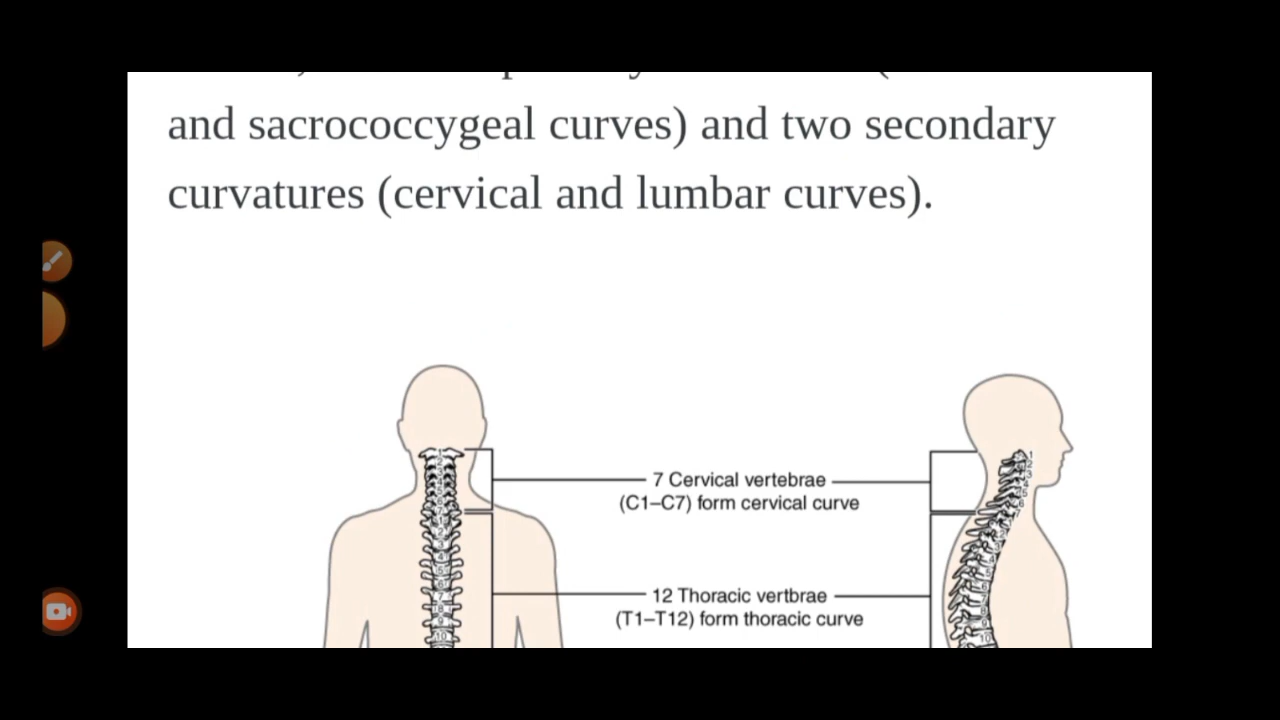 and sacrococcygeal curves) and two secondary
curvatures (cervical and lumbar curves).
7 Cervical vertebrae
(C1–C7) form cervical curve
12 Thoracic vertbrae
(T1–T12) form thoracic curve